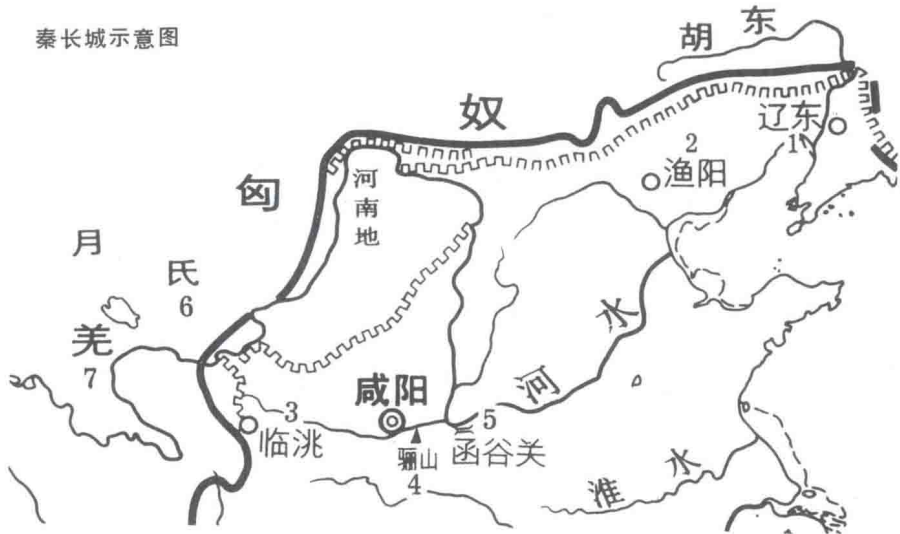 秦长城示意图
胡 东
匈 奴
辽东
1
2
渔阳
河南地
月 氏
6
羌
7
河 水
咸阳
3
临洮
5
函谷关
骊山
4
淮 水